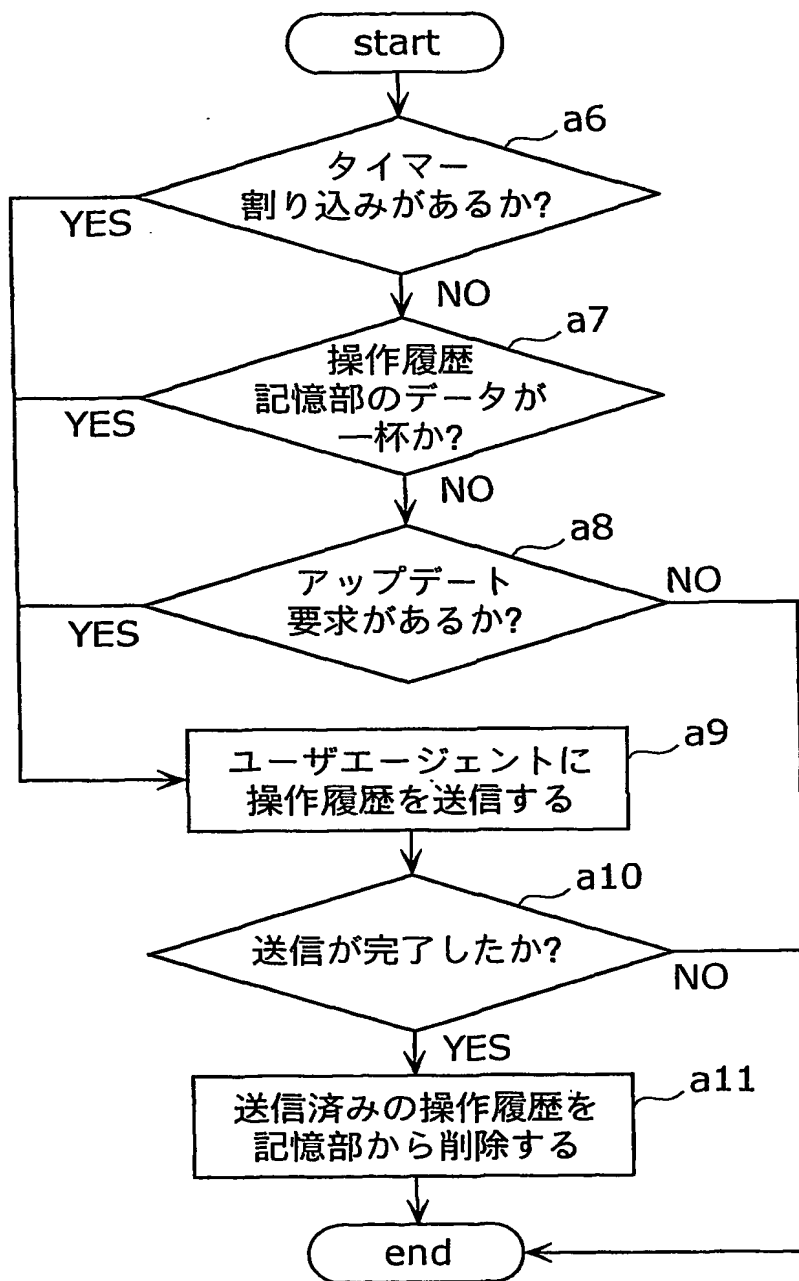 start
a6
タイマー
割り込みがあるか?
YES
NO
a7
操作履歴
記憶部のデータが
一杯か?
YES
NO
a8
アップデート
要求があるか?
NO
YES
a9
ユーザエージェントに
操作履歴を送信する
a10
送信が完了したか?
NO
YES
a11
送信済みの操作履歴を
記憶部から削除する
end